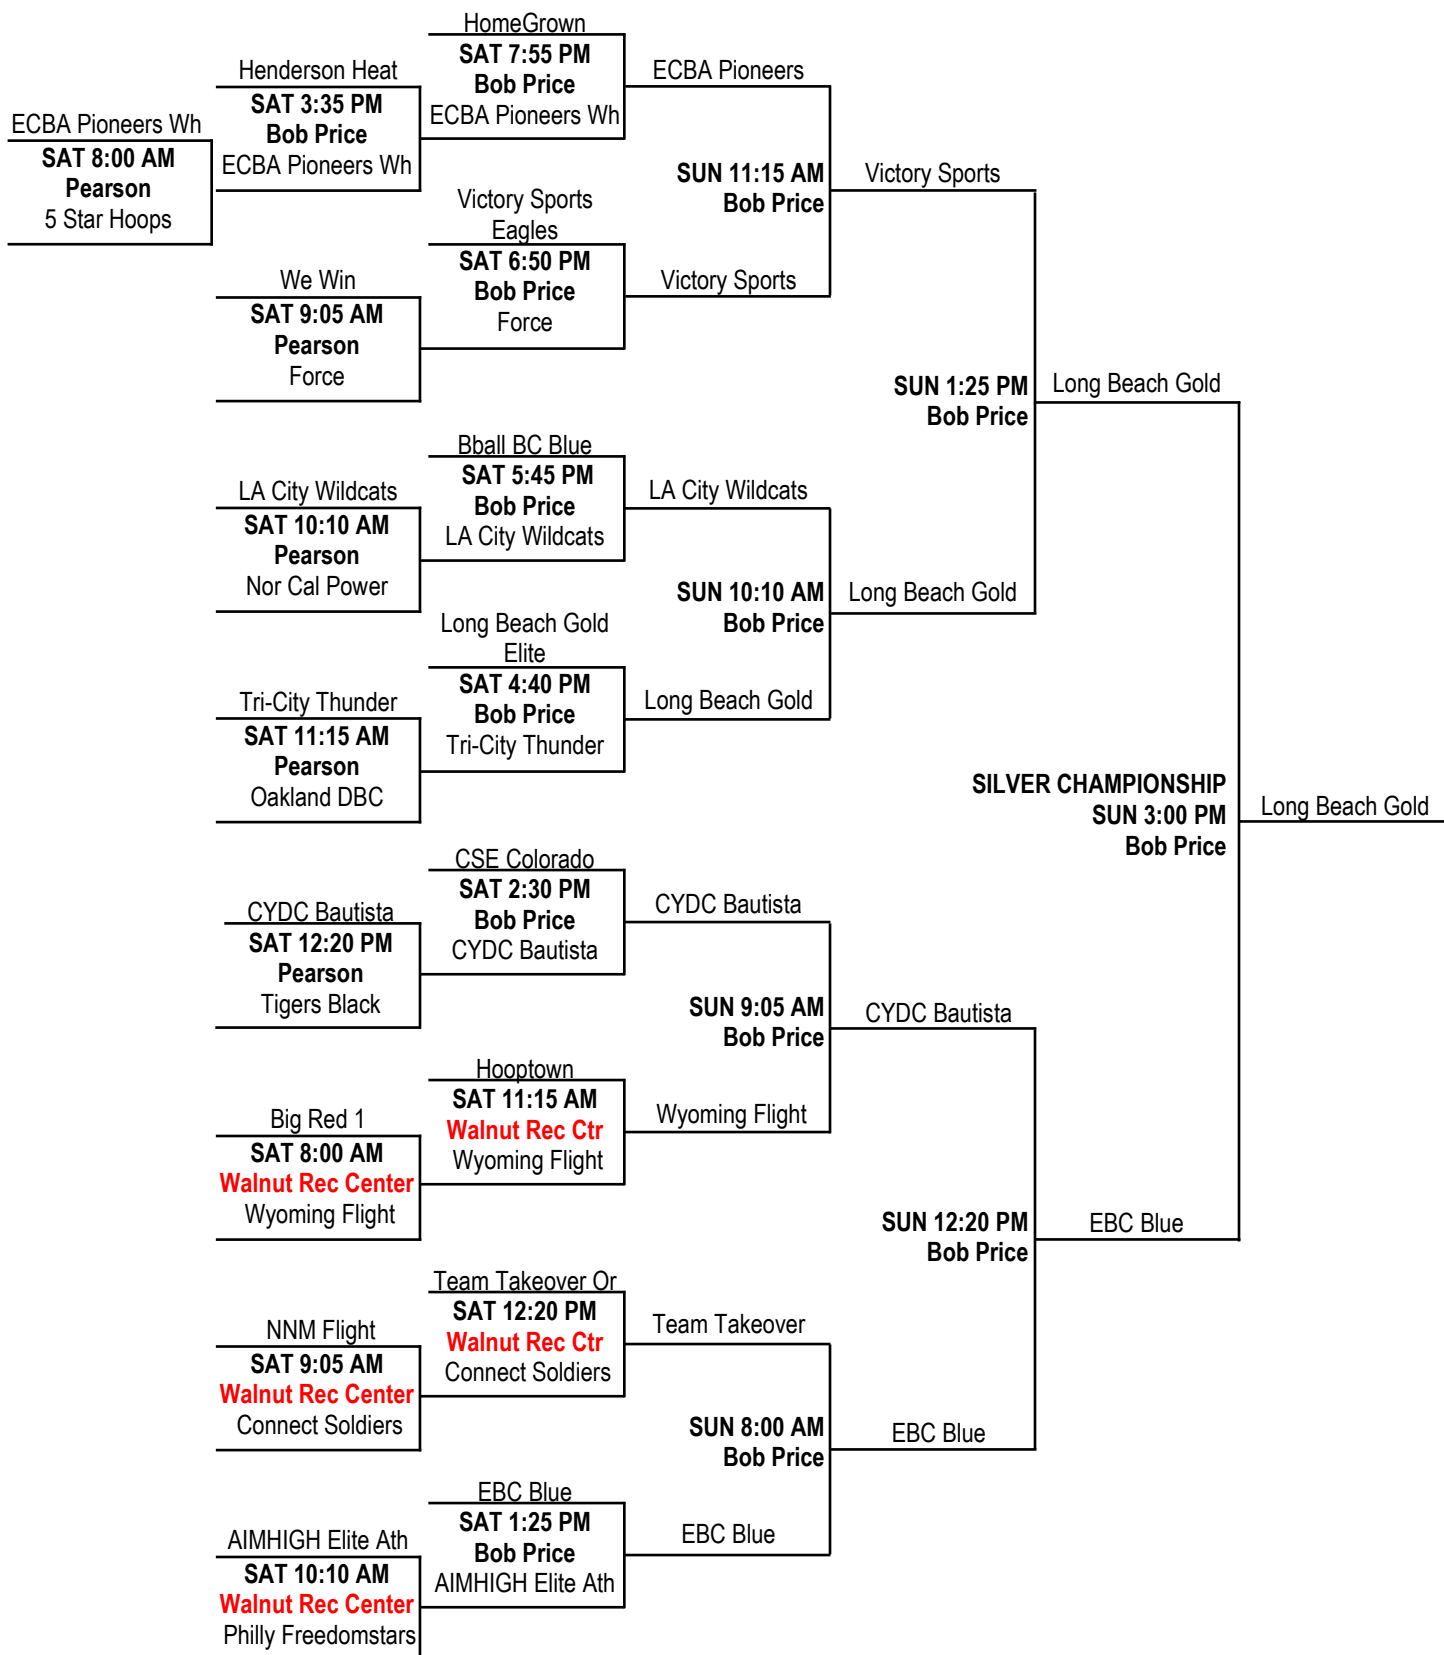 HomeGrown
SAT 7:55 PM
Bob Price
ECBA Pioneers Wh
Henderson Heat
SAT 3:35 PM
Bob Price
ECBA Pioneers Wh
ECBA Pioneers Wh
SAT 8:00 AM
Pearson
5 Star Hoops
ECBA Pioneers
SUN 11:15 AM
Bob Price
Victory Sports
Victory Sports
Eagles
SAT 6:50 PM
Bob Price
Force
We Win
SAT 9:05 AM
Pearson
Force
Victory Sports
SUN 1:25 PM
Bob Price
Long Beach Gold
Bball BC Blue
SAT 5:45 PM
Bob Price
LA City Wildcats
LA City Wildcats
SAT 10:10 AM
Pearson
Nor Cal Power
LA City Wildcats
SUN 10:10 AM
Bob Price
Long Beach Gold
Long Beach Gold
Elite
SAT 4:40 PM
Bob Price
Tri-City Thunder
Tri-City Thunder
SAT 11:15 AM
Pearson
Oakland DBC
Long Beach Gold
SILVER CHAMPIONSHIP
SUN 3:00 PM
Bob Price
Long Beach Gold
CSE Colorado
SAT 2:30 PM
Bob Price
CYDC Bautista
CYDC Bautista
SAT 12:20 PM
Pearson
Tigers Black
CYDC Bautista
SUN 9:05 AM
Bob Price
CYDC Bautista
Hooptown
SAT 11:15 AM
Walnut Rec Ctr
Wyoming Flight
Big Red 1
SAT 8:00 AM
Walnut Rec Center
Wyoming Flight
Wyoming Flight
SUN 12:20 PM
Bob Price
EBC Blue
Team Takeover Or
SAT 12:20 PM
Walnut Rec Ctr
Connect Soldiers
NNM Flight
SAT 9:05 AM
Walnut Rec Center
Connect Soldiers
Team Takeover
SUN 8:00 AM
Bob Price
EBC Blue
EBC Blue
SAT 1:25 PM
Bob Price
AIMHIGH Elite Ath
AIMHIGH Elite Ath
SAT 10:10 AM
Walnut Rec Center
Philly Freedomstars
EBC Blue